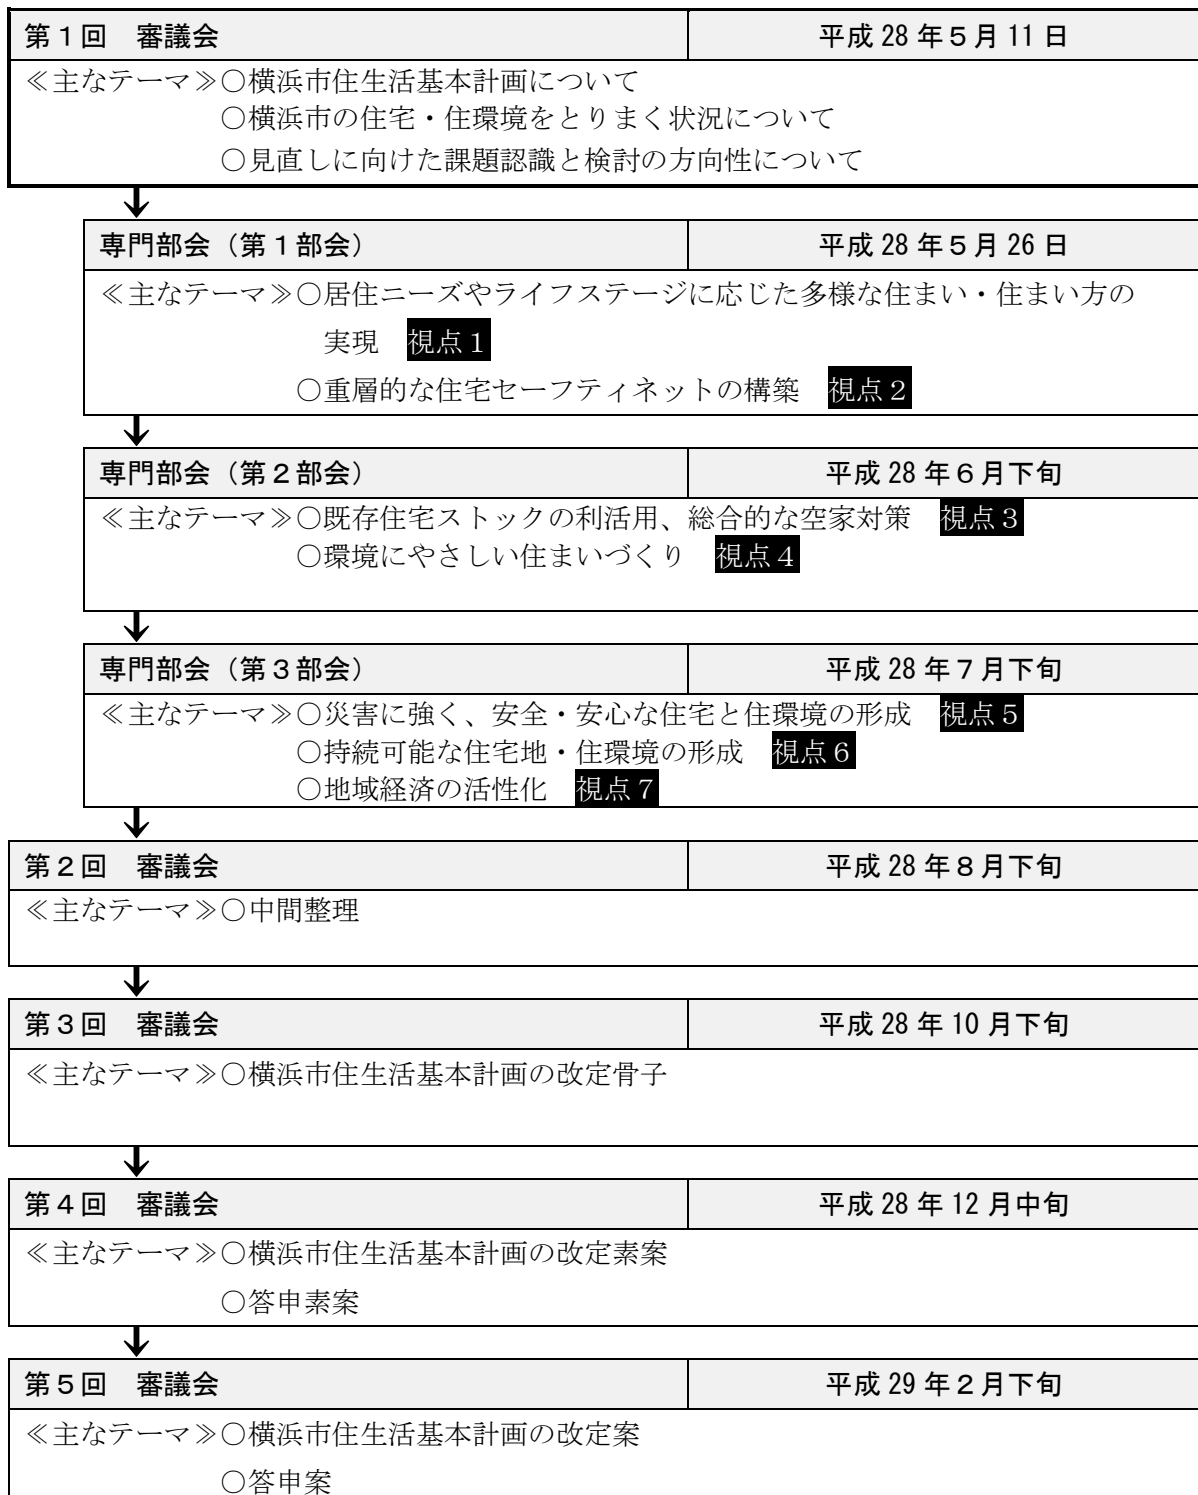 第１回　審議会　平成 28 年５月 11 日
≪主なテーマ≫○横浜市住生活基本計画について
○横浜市の住宅・住環境をとりまく状況について
○見直しに向けた課題認識と検討の方向性について
専門部会（第１部会）　平成 28 年５月 26 日
≪主なテーマ≫○居住ニーズやライフステージに応じた多様な住まい・住まい方の
実現　視点１
○重層的な住宅セーフティネットの構築　視点２
専門部会（第２部会）　平成 28 年６月下旬
≪主なテーマ≫○既存住宅ストックの利活用、総合的な空家対策　視点３
○環境にやさしい住まいづくり　視点４
専門部会（第３部会）　平成 28 年７月下旬
≪主なテーマ≫○災害に強く、安全・安心な住宅と住環境の形成　視点５
○持続可能な住宅地・住環境の形成　視点６
○地域経済の活性化　視点７
第２回　審議会　平成 28 年８月下旬
≪主なテーマ≫○中間整理
第３回　審議会　平成 28 年 10 月下旬
≪主なテーマ≫○横浜市住生活基本計画の改定骨子
第４回　審議会　平成 28 年 12 月中旬
≪主なテーマ≫○横浜市住生活基本計画の改定素案
○答申素案
第５回　審議会　平成 29 年２月下旬
≪主なテーマ≫○横浜市住生活基本計画の改定案
○答申案